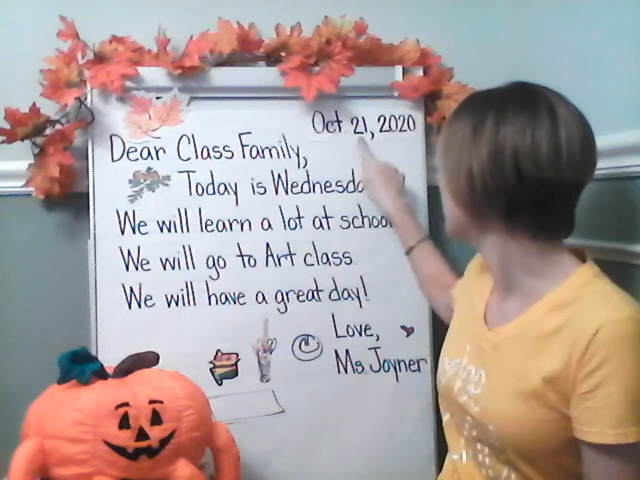 Oct 21, 2020
Dear Class Family,
Today is Wednesd
We will learn a lot at school
We will go to Art class
We will have a great day!
Love,
Ms. Joyner